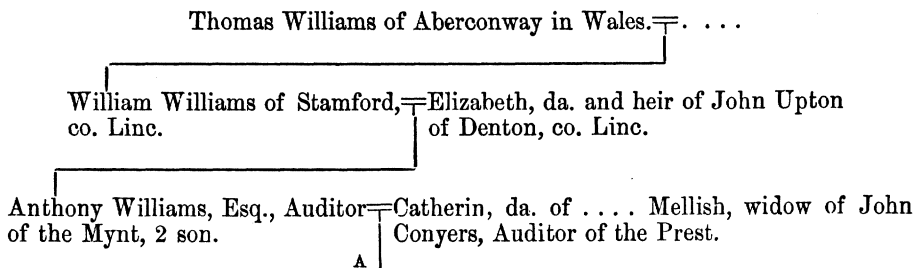 Thomas Williams of Aberconway in Wales. . . . .
William Williams of Stamford,
co. Linc.
Elizabeth, da. and heir of John Upton
of Denton, co. Linc.
Anthony Williams, Esq., Auditor
of the Mynt, 2 son.
Catherin, da. of . . . . Mellish, widow of John
Conyers, Auditor of the Prest.
A